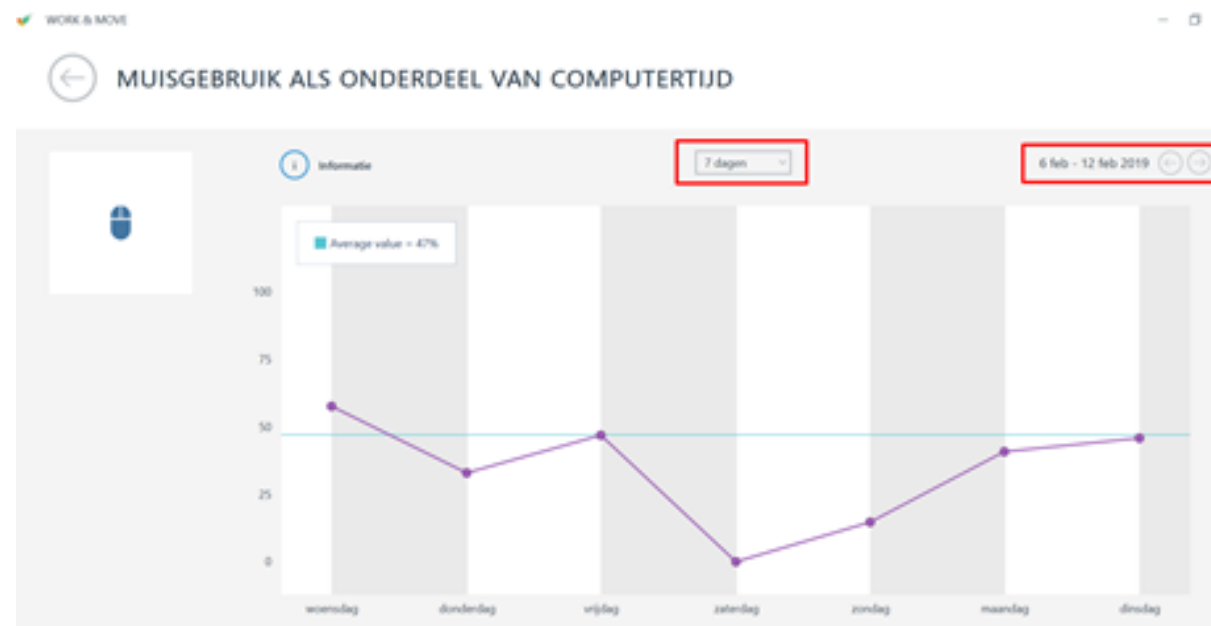 WORK & MOVE
MUISGEBRUIK ALS ONDERDEEL VAN COMPUTERTIJD
i Informatie
7 dagen
6 feb - 12 feb 2019
Average value = 47%
100
75
50
25
0
woensdag donderdag vrijdag zaterdag zondag maandag dinsdag